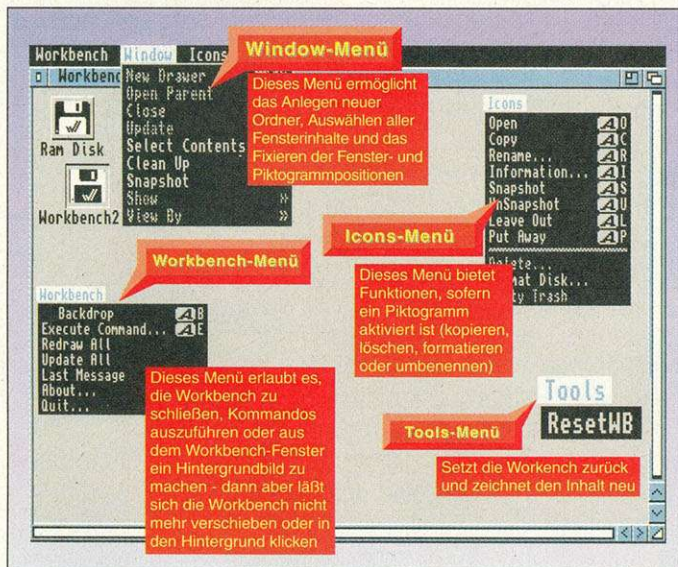 Workbench Window Icons
Window-Menü
Workbenc
New Drawer
Open Parent
Close
Update
Select Contents
Clean Up
Snapshot
Show »
View By »
Dieses Menü ermöglicht
das Anlegen neuer
Ordner, Auswählen aller
Fensterinhalte und das
Fixieren der Fenster- und
Piktogrammpositionen
Ram Disk
Workbench2
Icons
Open A O
Copy A C
Rename... A R
Information... A I
Snapshot A S
UnSnapshot A U
Leave Out A L
Put Away A P
Delete...
mat Disk...
ty Trash
Icons-Menü
Dieses Menü bietet
Funktionen, sofern
ein Piktogramm
aktiviert ist (kopieren,
löschen, formatieren
oder umbenennen)
Workbench-Menü
Workbench
Backdrop A B
Execute Command... A E
Redraw All
Update All
Last Message
About...
Quit...
Dieses Menü erlaubt es,
die Workbench zu
schließen, Kommandos
auszuführen oder aus
dem Workbench-Fenster
ein Hintergrundbild zu
machen - dann aber läßt
sich die Workbench nicht
mehr verschieben oder in
den Hintergrund klicken
Tools
ResetWB
Tools-Menü
Setzt die Workench zurück
und zeichnet den Inhalt neu